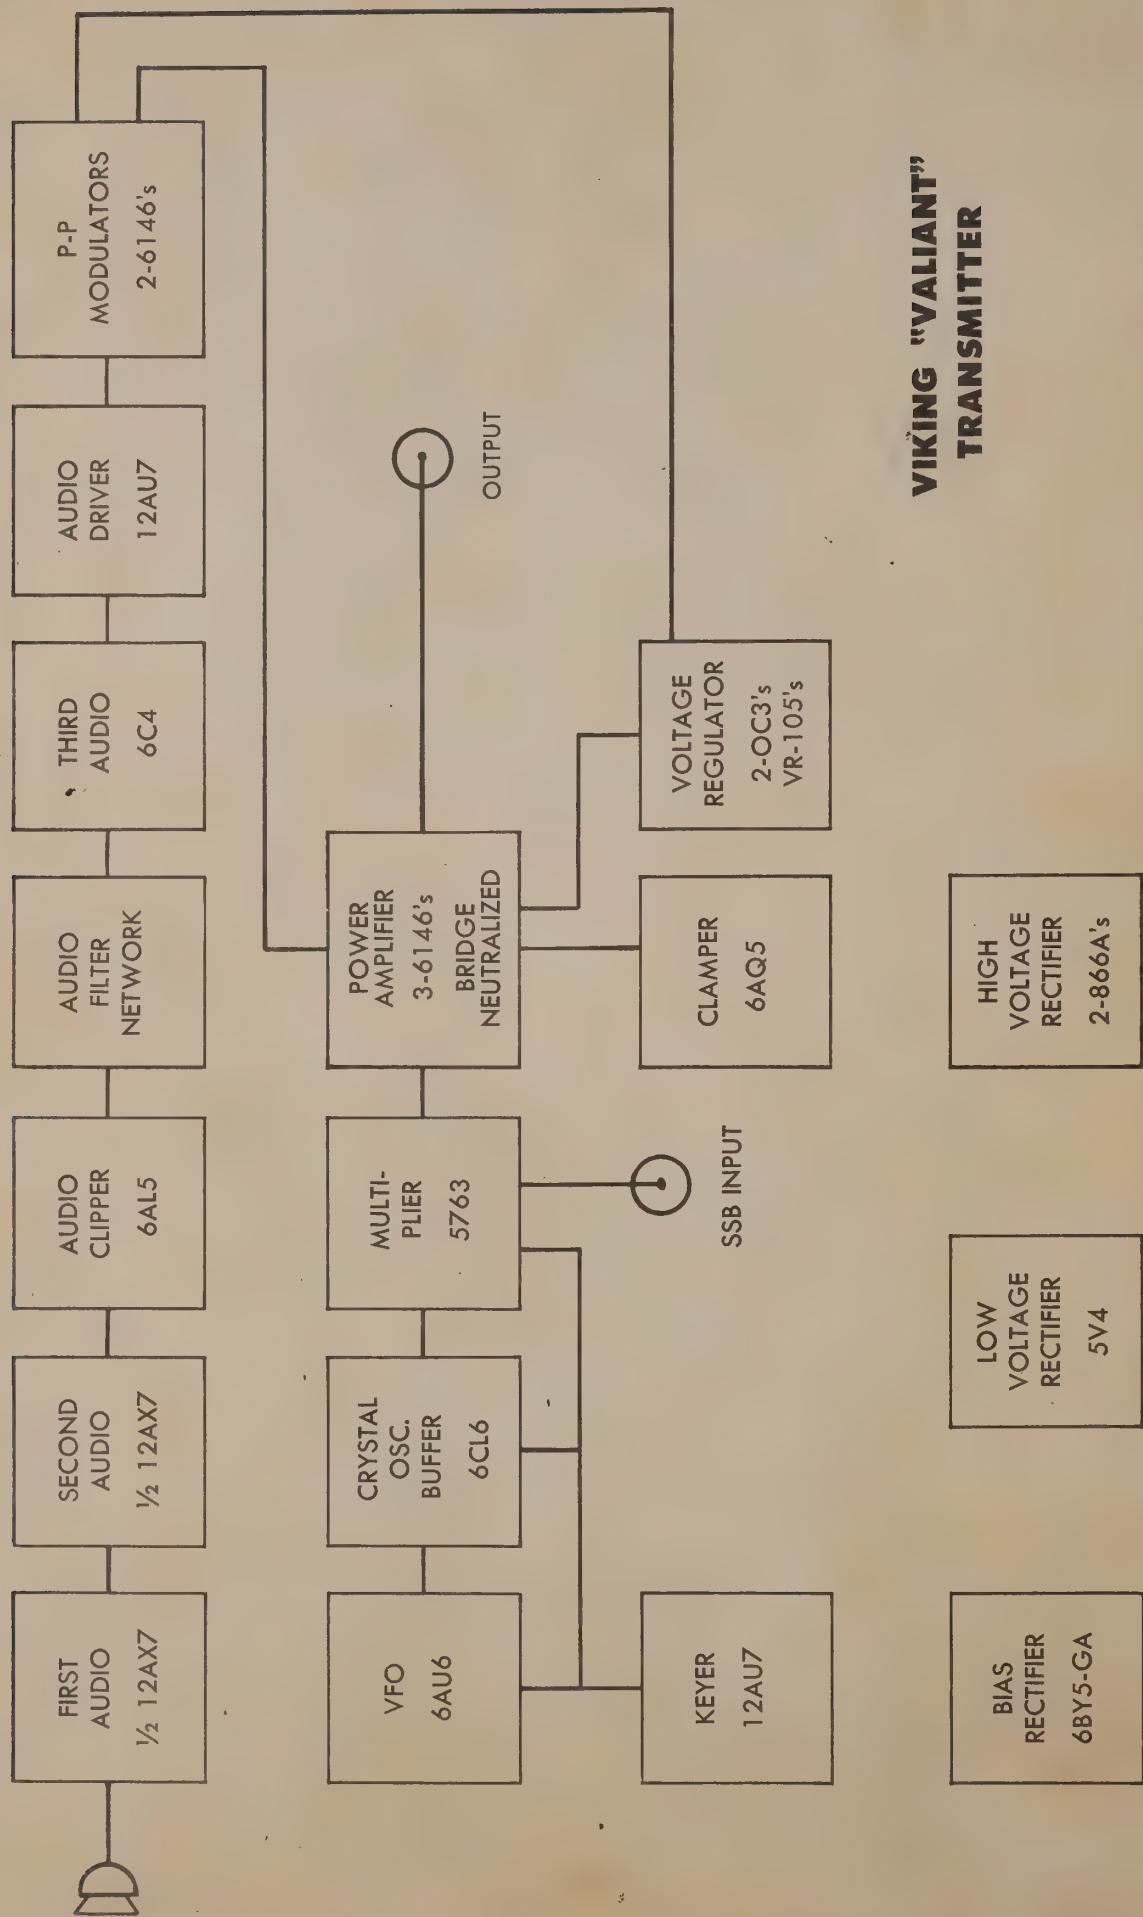 FIRST
AUDIO
½ 12AX7
SECOND
AUDIO
½ 12AX7
AUDIO
CLIPPER
6AL5
AUDIO
FILTER
NETWORK
THIRD
AUDIO
6C4
AUDIO
DRIVER
12AU7
P-P
MODULATORS
2-6146's
VFO
6AU6
CRYSTAL
OSC.
BUFFER
6CL6
MULTI-
PLIER
5763
POWER
AMPLIFIER
3-6146's
BRIDGE
NEUTRALIZED
OUTPUT
KEYER
12AU7
SSB INPUT
CLAMPER
6AQ5
VOLTAGE
REGULATOR
2-OC3's
VR-105's
BIAS
RECTIFIER
6BY5-GA
LOW
VOLTAGE
RECTIFIER
5V4
HIGH
VOLTAGE
RECTIFIER
2-866A's
VIKING "VALIANT"
TRANSMITTER